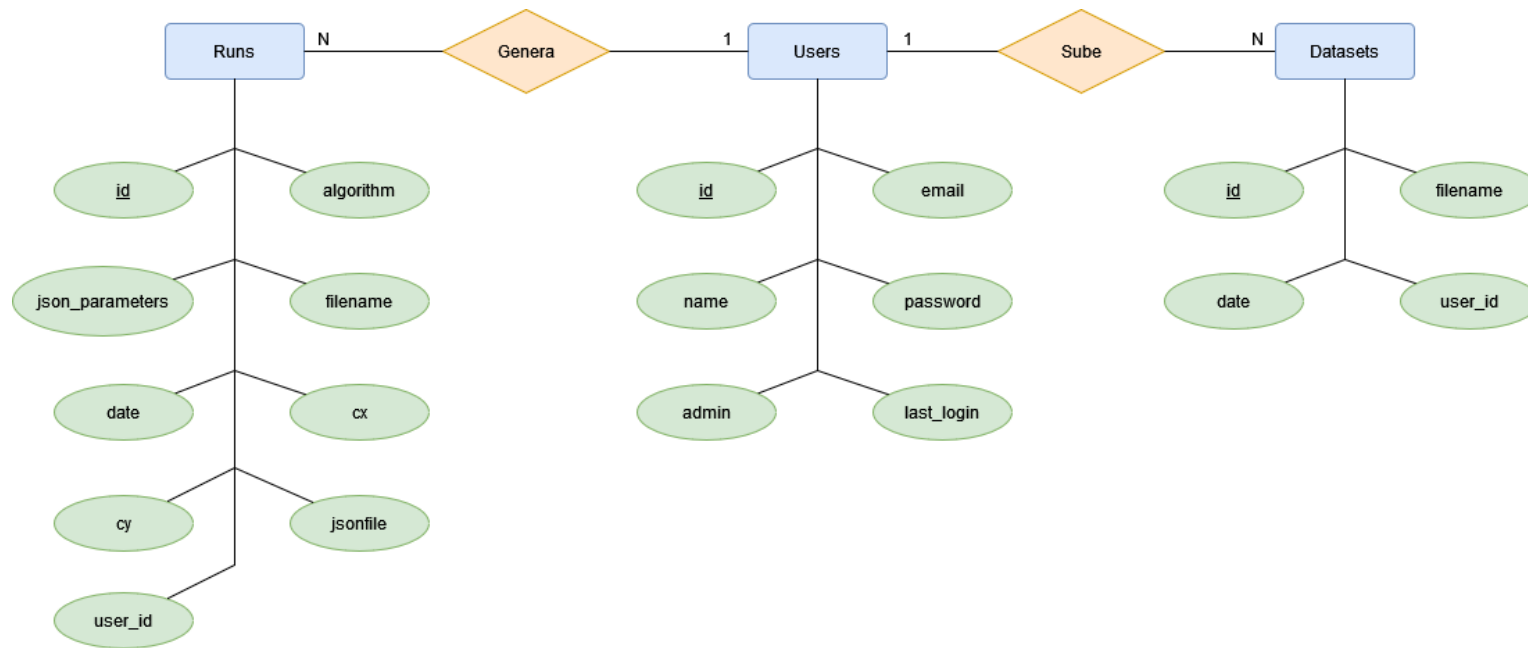 Runs
N
Genera
1
Users
1
Sube
N
Datasets
id
algorithm
json_parameters
filename
date
cx
cy
jsonfile
user_id
id
email
name
password
admin
last_login
id
filename
date
user_id